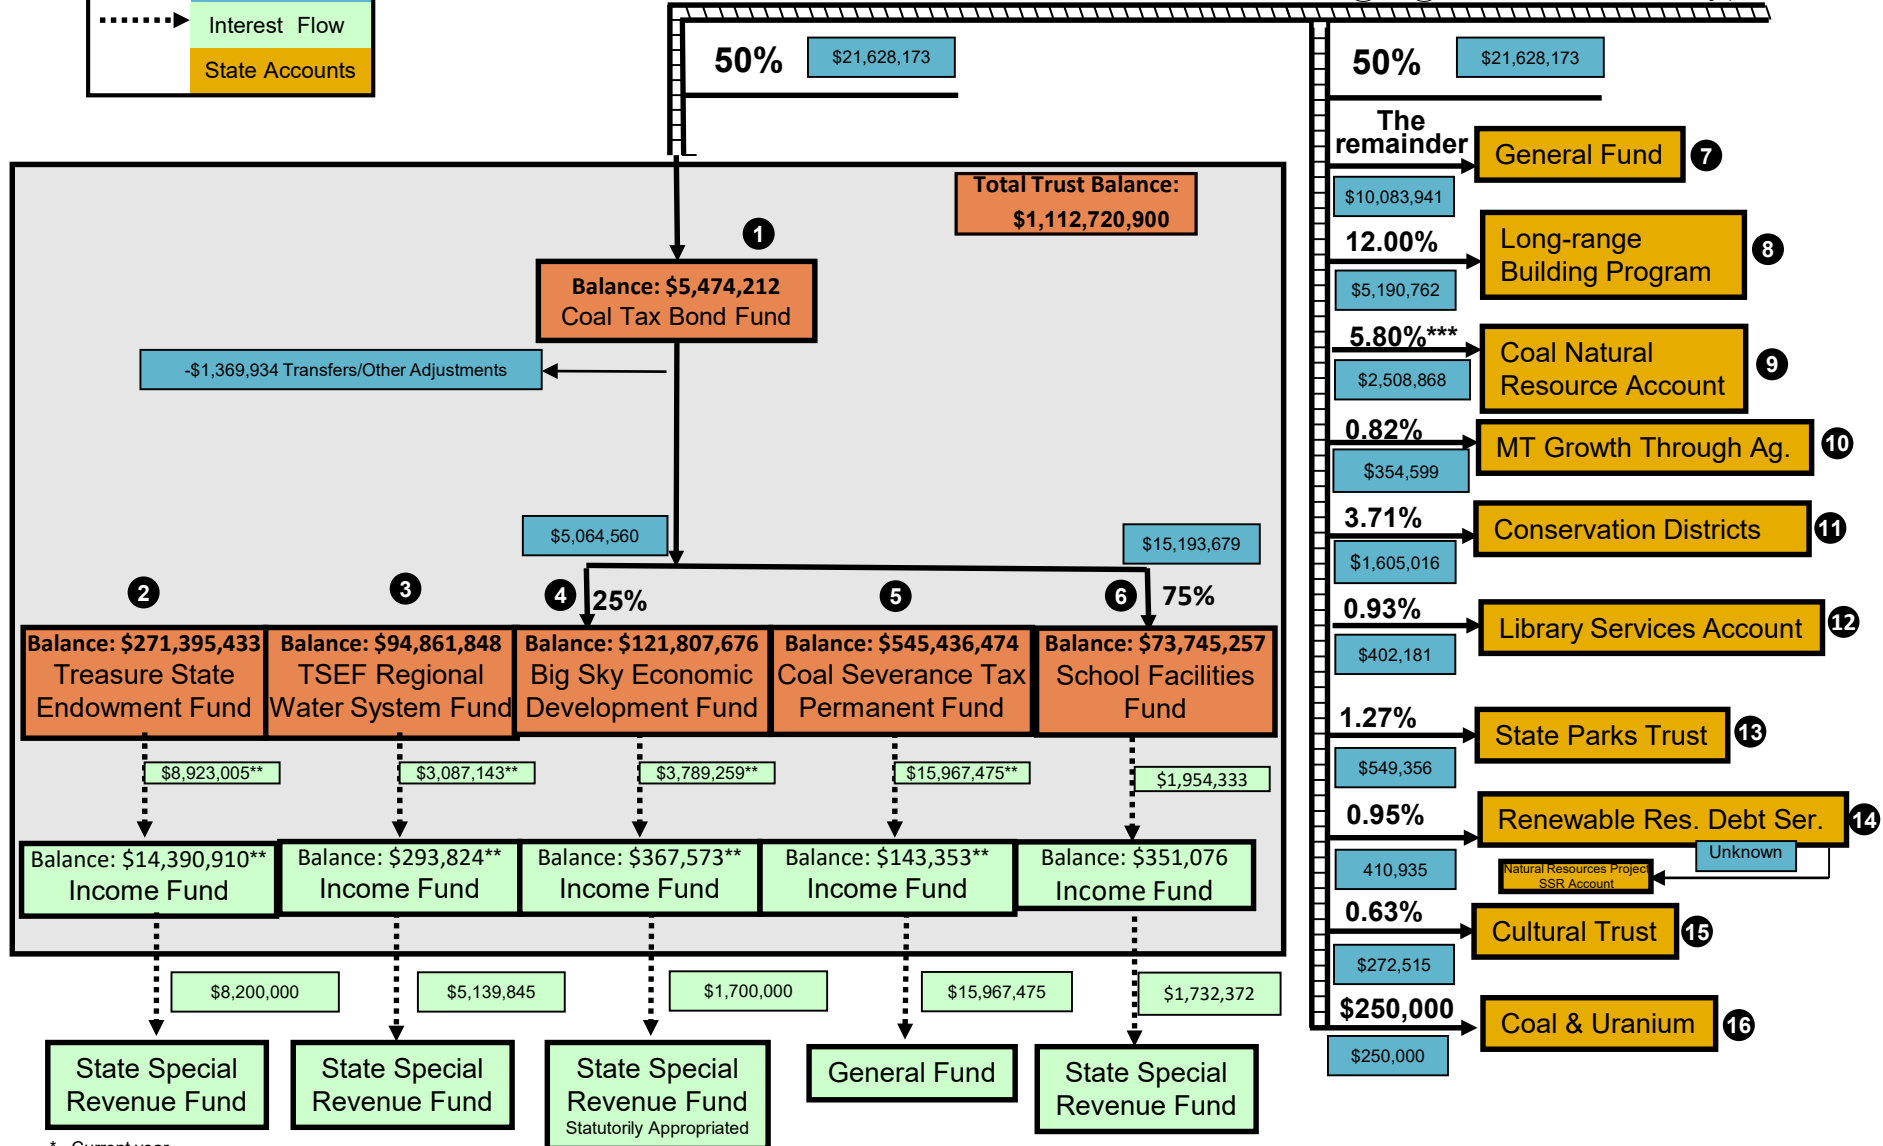 Interest Flow
State Accounts
50%
$21,628,173
50%
$21,628,173
Total Trust Balance:
$1,112,720,900
1
Balance: $5,474,212
Coal Tax Bond Fund
-$1,369,934 Transfers/Other Adjustments
$5,064,560
$15,193,679
2
3
4
25%
5
6
75%
Balance: $271,395,433
Treasure State
Endowment Fund
Balance: $94,861,848
TSEF Regional
Water System Fund
Balance: $121,807,676
Big Sky Economic
Development Fund
Balance: $545,436,474
Coal Severance Tax
Permanent Fund
Balance: $73,745,257
School Facilities
Fund
$8,923,005**
$3,087,143**
$3,789,259**
$15,967,475**
$1,954,333
Balance: $14,390,910**
Income Fund
Balance: $293,824**
Income Fund
Balance: $367,573**
Income Fund
Balance: $143,353**
Income Fund
Balance: $351,076
Income Fund
$8,200,000
$5,139,845
$1,700,000
$15,967,475
$1,732,372
State Special
Revenue Fund
State Special
Revenue Fund
State Special
Revenue Fund
Statutorily Appropriated
General Fund
State Special
Revenue Fund
The
remainder
General Fund
7
$10,083,941
12.00%
Long-range
Building Program
8
$5,190,762
5.80%***
Coal Natural
Resource Account
9
$2,508,868
0.82%
MT Growth Through Ag.
10
$354,599
3.71%
Conservation Districts
11
$1,605,016
0.93%
Library Services Account
12
$402,181
1.27%
State Parks Trust
13
$549,356
0.95%
Renewable Res. Debt Ser.
14
410,935
Unknown
Natural Resources Project
SSR Account
0.63%
Cultural Trust
15
$272,515
$250,000
Coal & Uranium
16
$250,000
* Current year